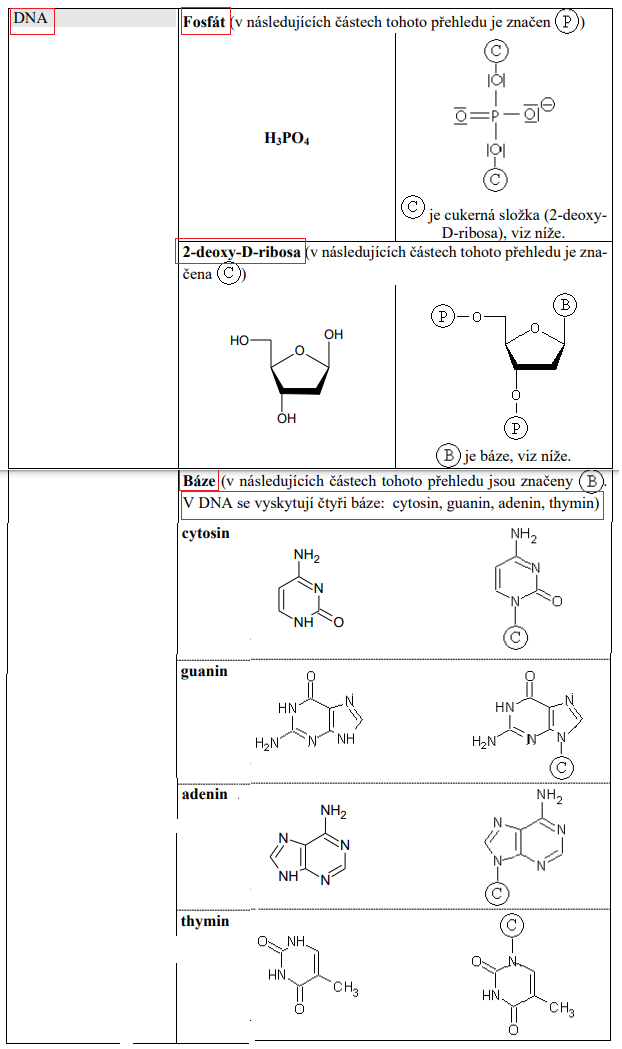 DNA
Fosfát (v následujících částech tohoto přehledu je značen P)
H₃PO₄
C
|O|
O=P—O|⊖
|O|
C
C je cukerná složka (2-deoxy-
D-ribosa), viz níže.
2-deoxy-D-ribosa (v následujících částech tohoto přehledu je zna-
čena C)
HO
O
OH
OH
P—O
O
B
O
P
B je báze, viz níže.
Báze (v následujících částech tohoto přehledu jsou značeny B.
V DNA se vyskytují čtyři báze: cytosin, guanin, adenin, thymin)
cytosin
NH₂
N
NH
O
NH₂
N
N
O
C
guanin
O
HN
N
H₂N
N
NH
O
HN
N
H₂N
N
N
C
adenin
NH₂
N
N
NH
N
NH₂
N
N
N
N
C
thymin
O
NH
HN
CH₃
O
C
O
N
HN
CH₃
O